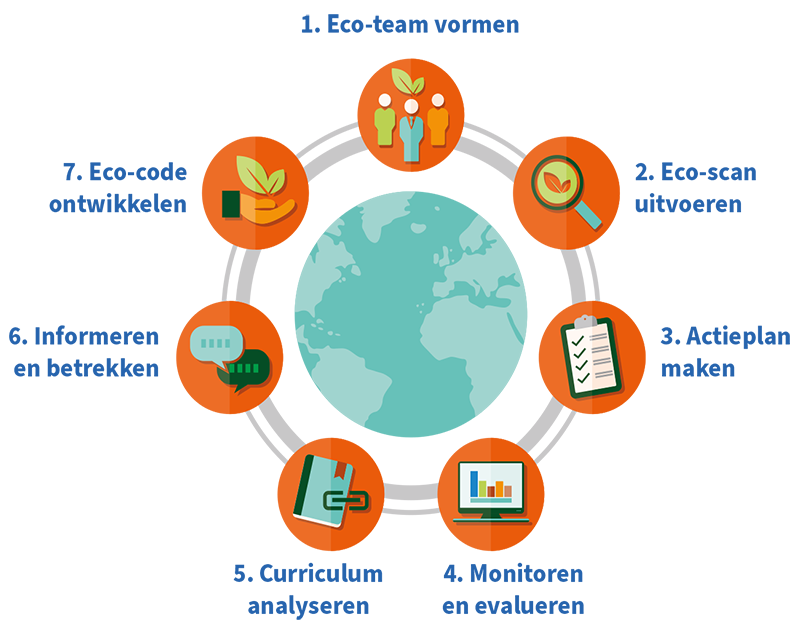 1. Eco-team vormen
2. Eco-scan
uitvoeren
3. Actieplan
maken
4. Monitoren
en evalueren
5. Curriculum
analyseren
6. Informeren
en betrekken
7. Eco-code
ontwikkelen